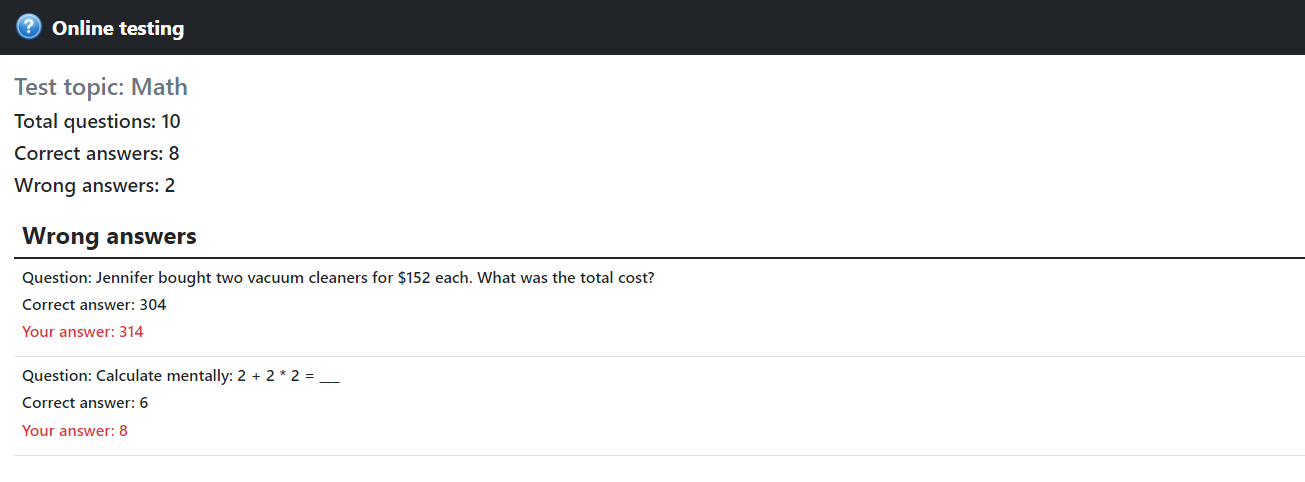 Online testing
Test topic: Math
Total questions: 10
Correct answers: 8
Wrong answers: 2
Wrong answers
Question: Jennifer bought two vacuum cleaners for $152 each. What was the total cost?
Correct answer: 304
Your answer: 314
Question: Calculate mentally: 2 + 2 * 2 = __
Correct answer: 6
Your answer: 8